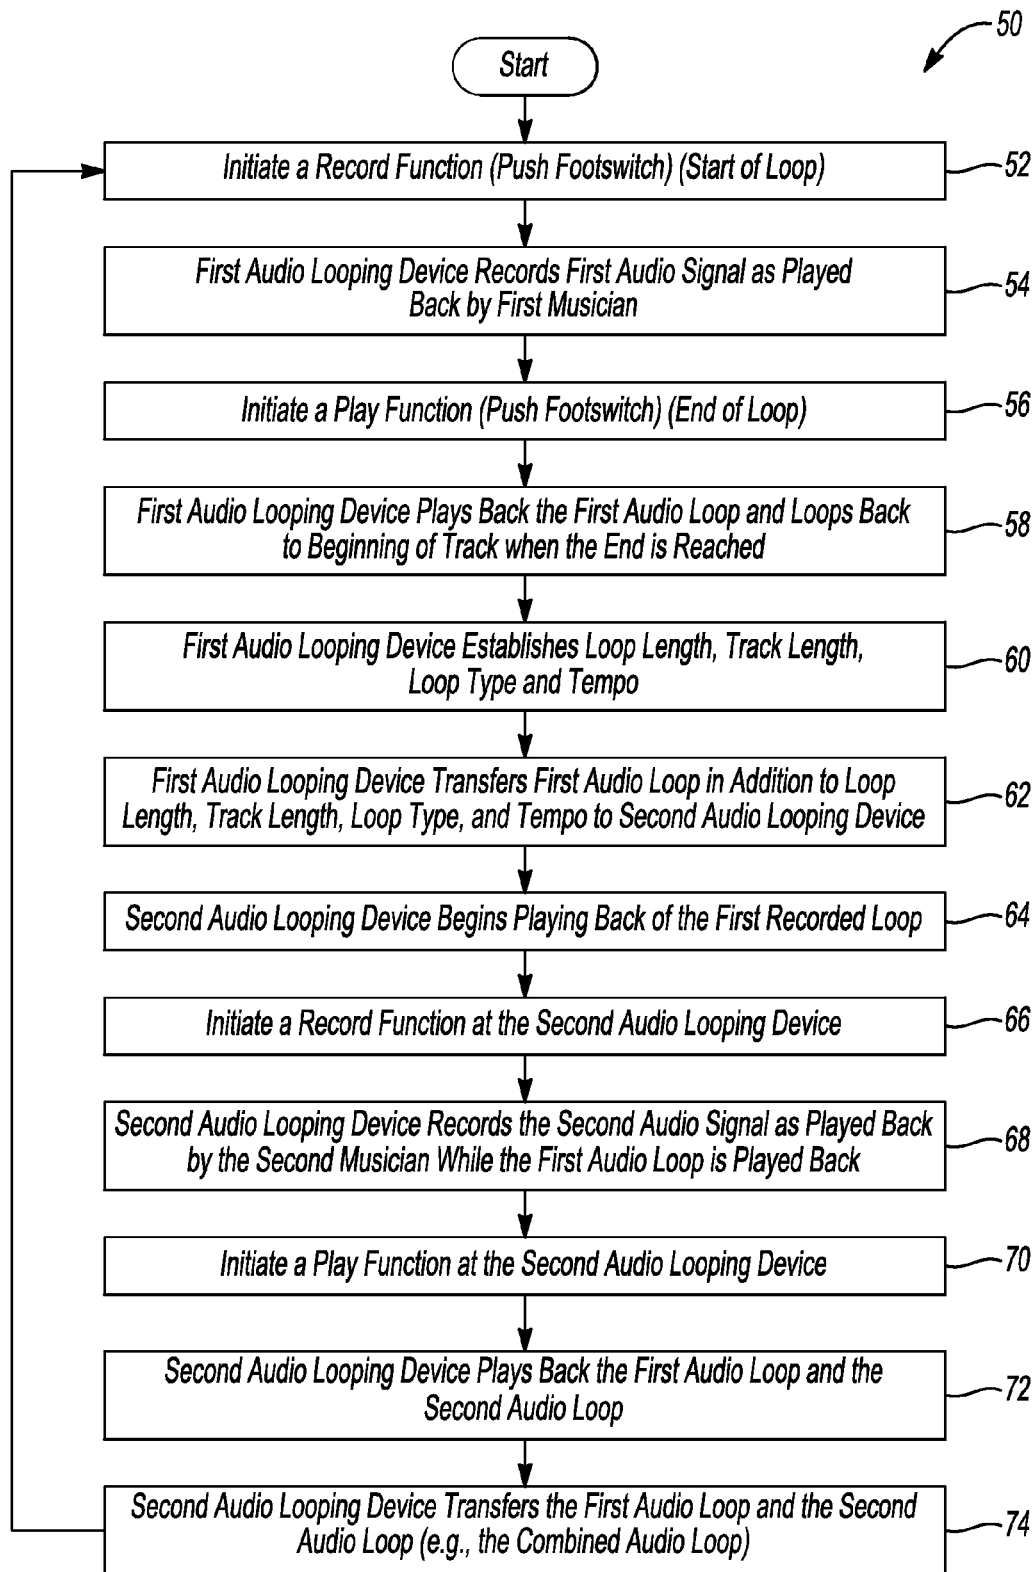 50
Start
Initiate a Record Function (Push Footswitch) (Start of Loop)
52
First Audio Looping Device Records First Audio Signal as Played
Back by First Musician
54
Initiate a Play Function (Push Footswitch) (End of Loop)
56
First Audio Looping Device Plays Back the First Audio Loop and Loops Back
to Beginning of Track when the End is Reached
58
First Audio Looping Device Establishes Loop Length, Track Length,
Loop Type and Tempo
60
First Audio Looping Device Transfers First Audio Loop in Addition to Loop
Length, Track Length, Loop Type, and Tempo to Second Audio Looping Device
62
Second Audio Looping Device Begins Playing Back of the First Recorded Loop
64
Initiate a Record Function at the Second Audio Looping Device
66
Second Audio Looping Device Records the Second Audio Signal as Played Back
by the Second Musician While the First Audio Loop is Played Back
68
Initiate a Play Function at the Second Audio Looping Device
70
Second Audio Looping Device Plays Back the First Audio Loop and the
Second Audio Loop
72
Second Audio Looping Device Transfers the First Audio Loop and the Second
Audio Loop (e.g., the Combined Audio Loop)
74